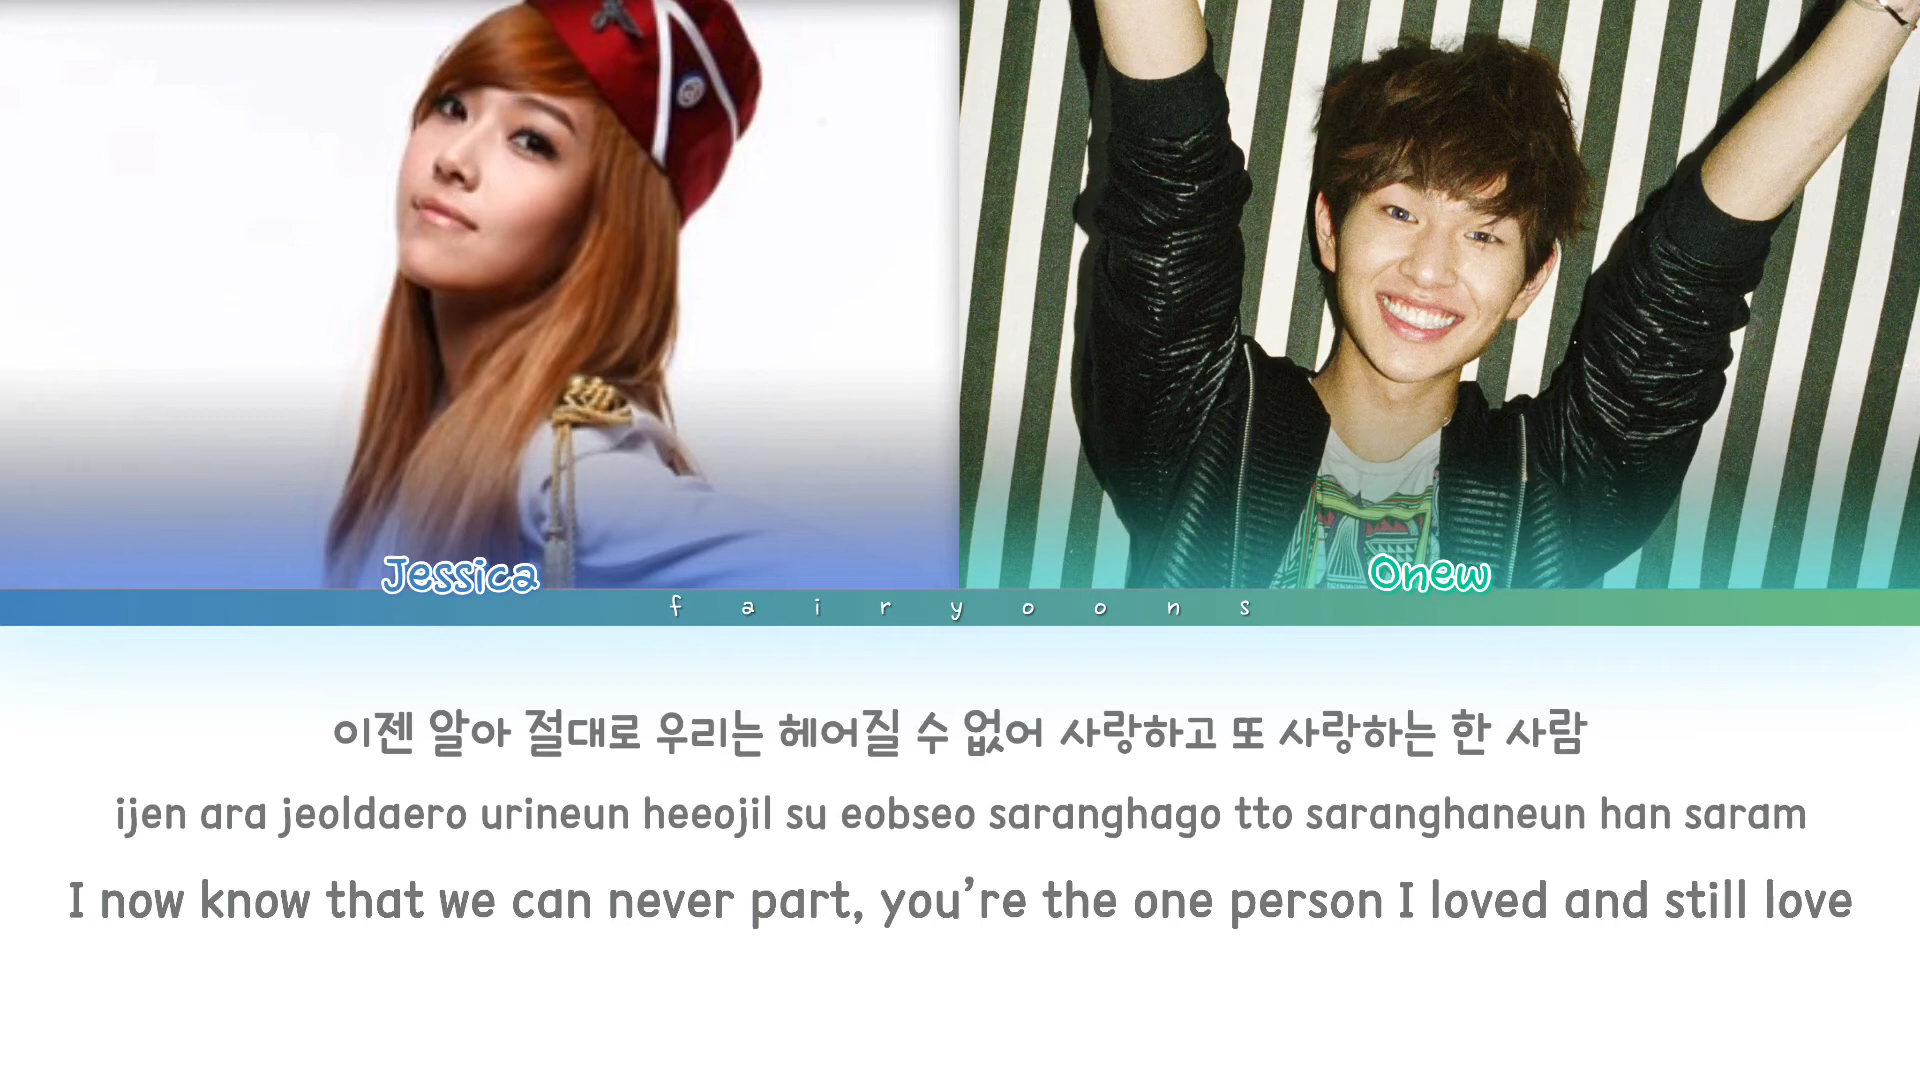 Jessica
Onew
fairyoons
이젠 알아 절대로 우리는 헤어질 수 없어 사랑하고 또 사랑하는 한 사람
ijen ara jeoldaero urineun heeojil su eobseo saranghago tto saranghaneun han saram
I now know that we can never part, you’re the one person I loved and still love